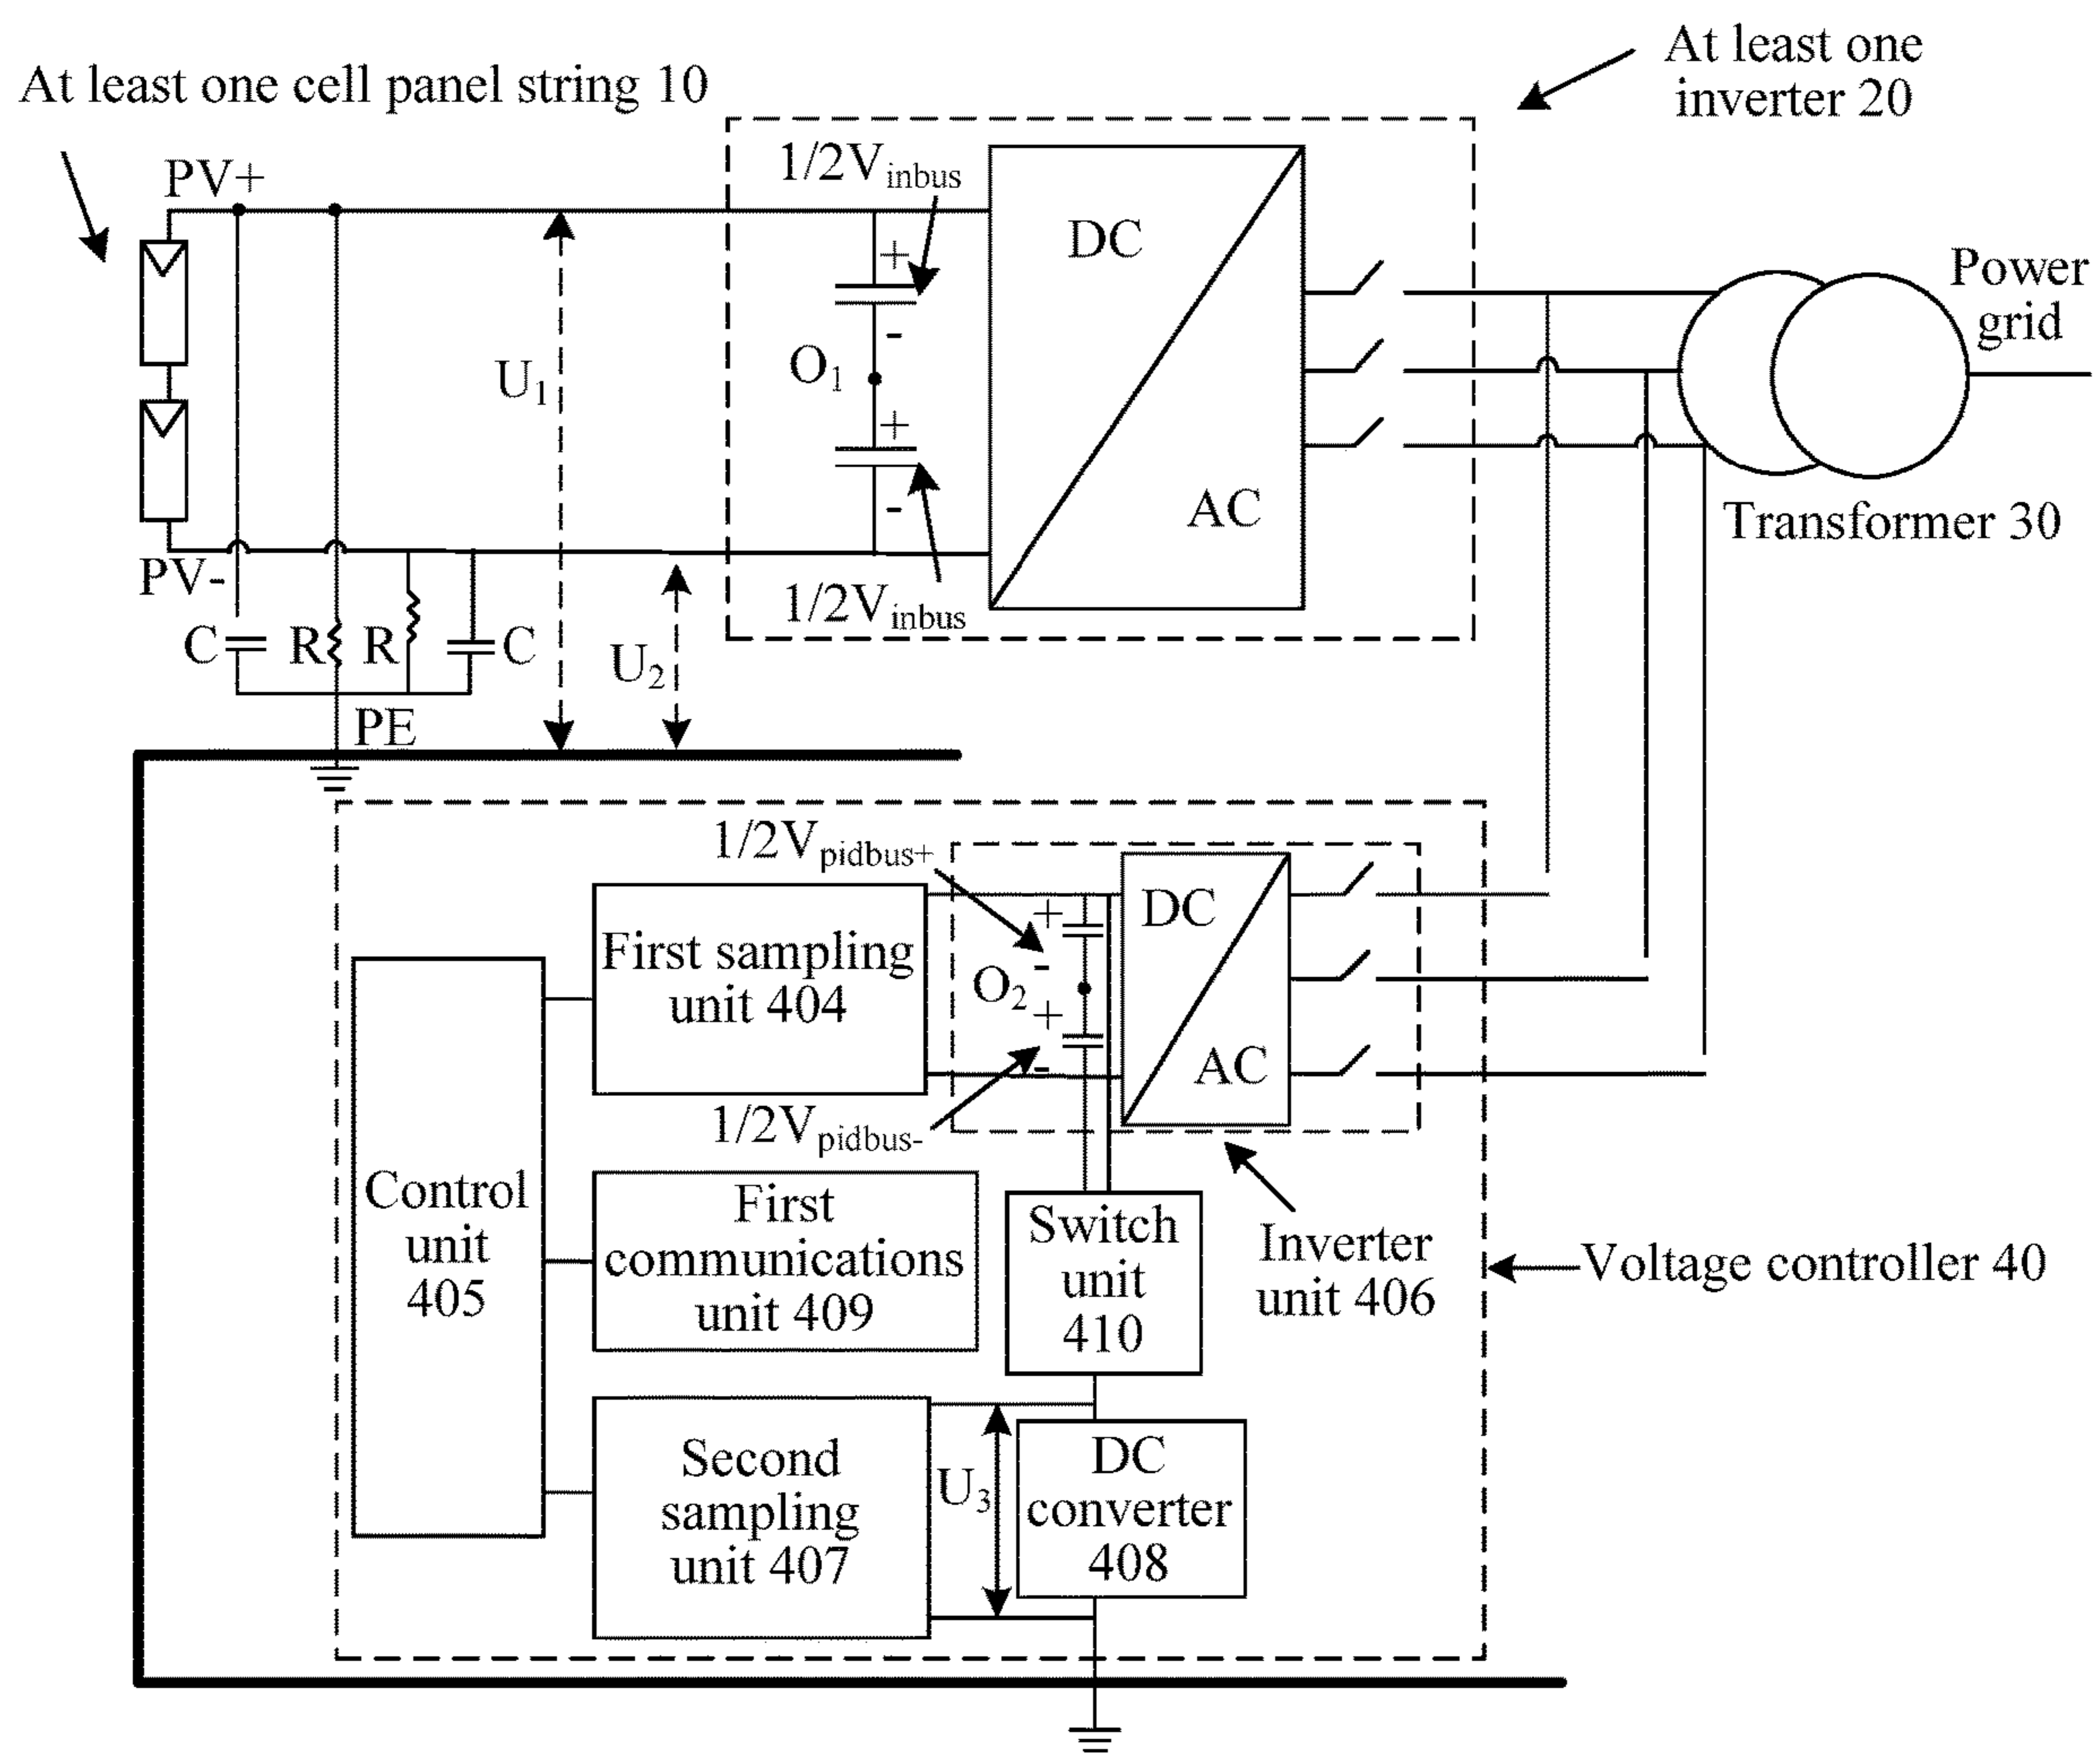 At least one cell panel string 10
At least one
inverter 20
PV+
1/2Vinbus
DC
+
-
O1
U1
+
-
AC
Power
grid
Transformer 30
PV-
1/2Vinbus
C
R
R
C
U2
PE
1/2Vpidbus+
DC
+
-
O2
+
-
AC
1/2Vpidbus-
First sampling
unit 404
Control
unit
405
First
communications
unit 409
Switch
unit
410
Inverter
unit 406
Voltage controller 40
Second
sampling
unit 407
U3
DC
converter
408